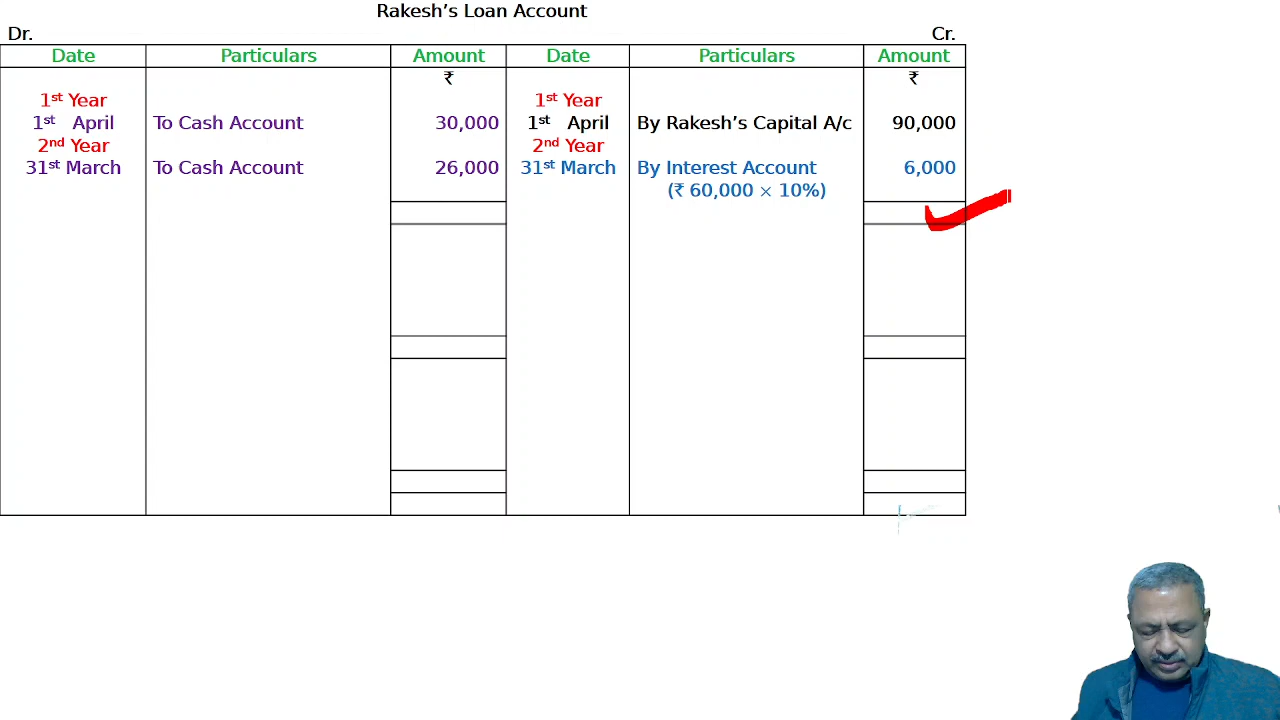 Rakesh's Loan Account
Dr. Cr.
Date Particulars Amount Date Particulars Amount
₹ ₹
1st Year 1st Year
1st April To Cash Account 30,000 1st April By Rakesh’s Capital A/c 90,000
2nd Year 2nd Year
31st March To Cash Account 26,000 31st March By Interest Account 6,000
(₹ 60,000 × 10%)